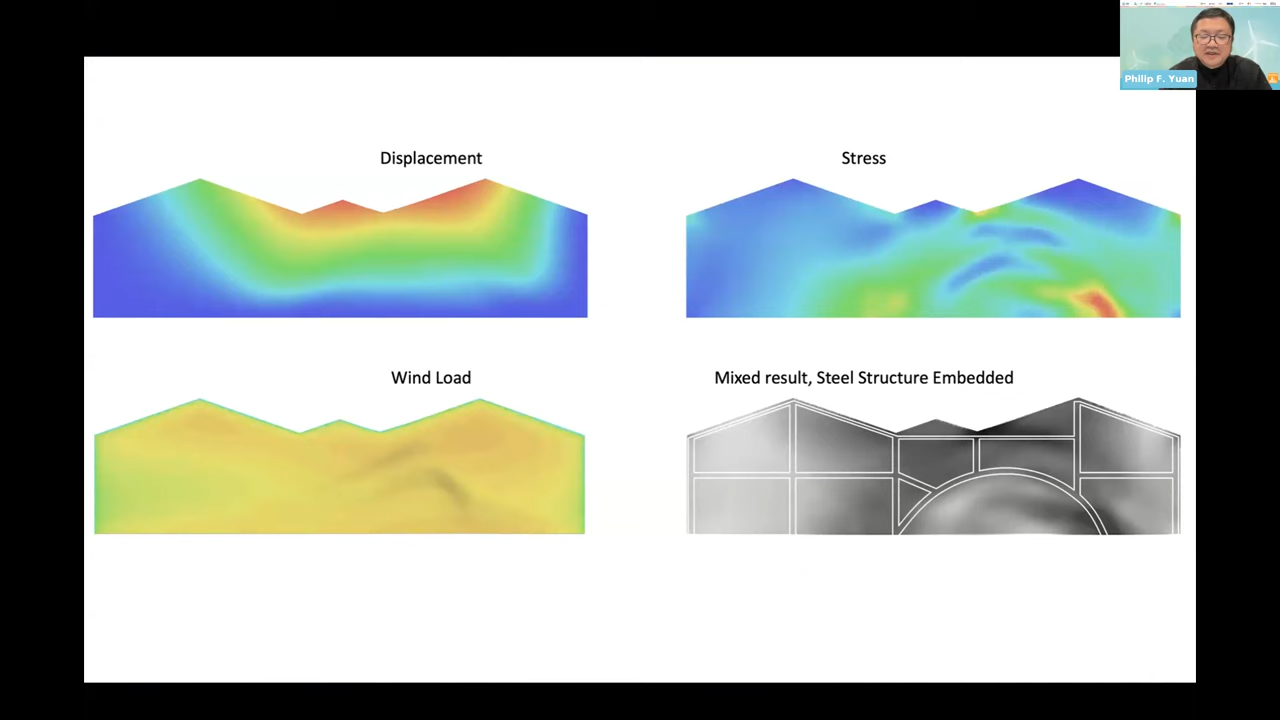 Philip F. Yuan
Displacement
Stress
Wind Load
Mixed result, Steel Structure Embedded